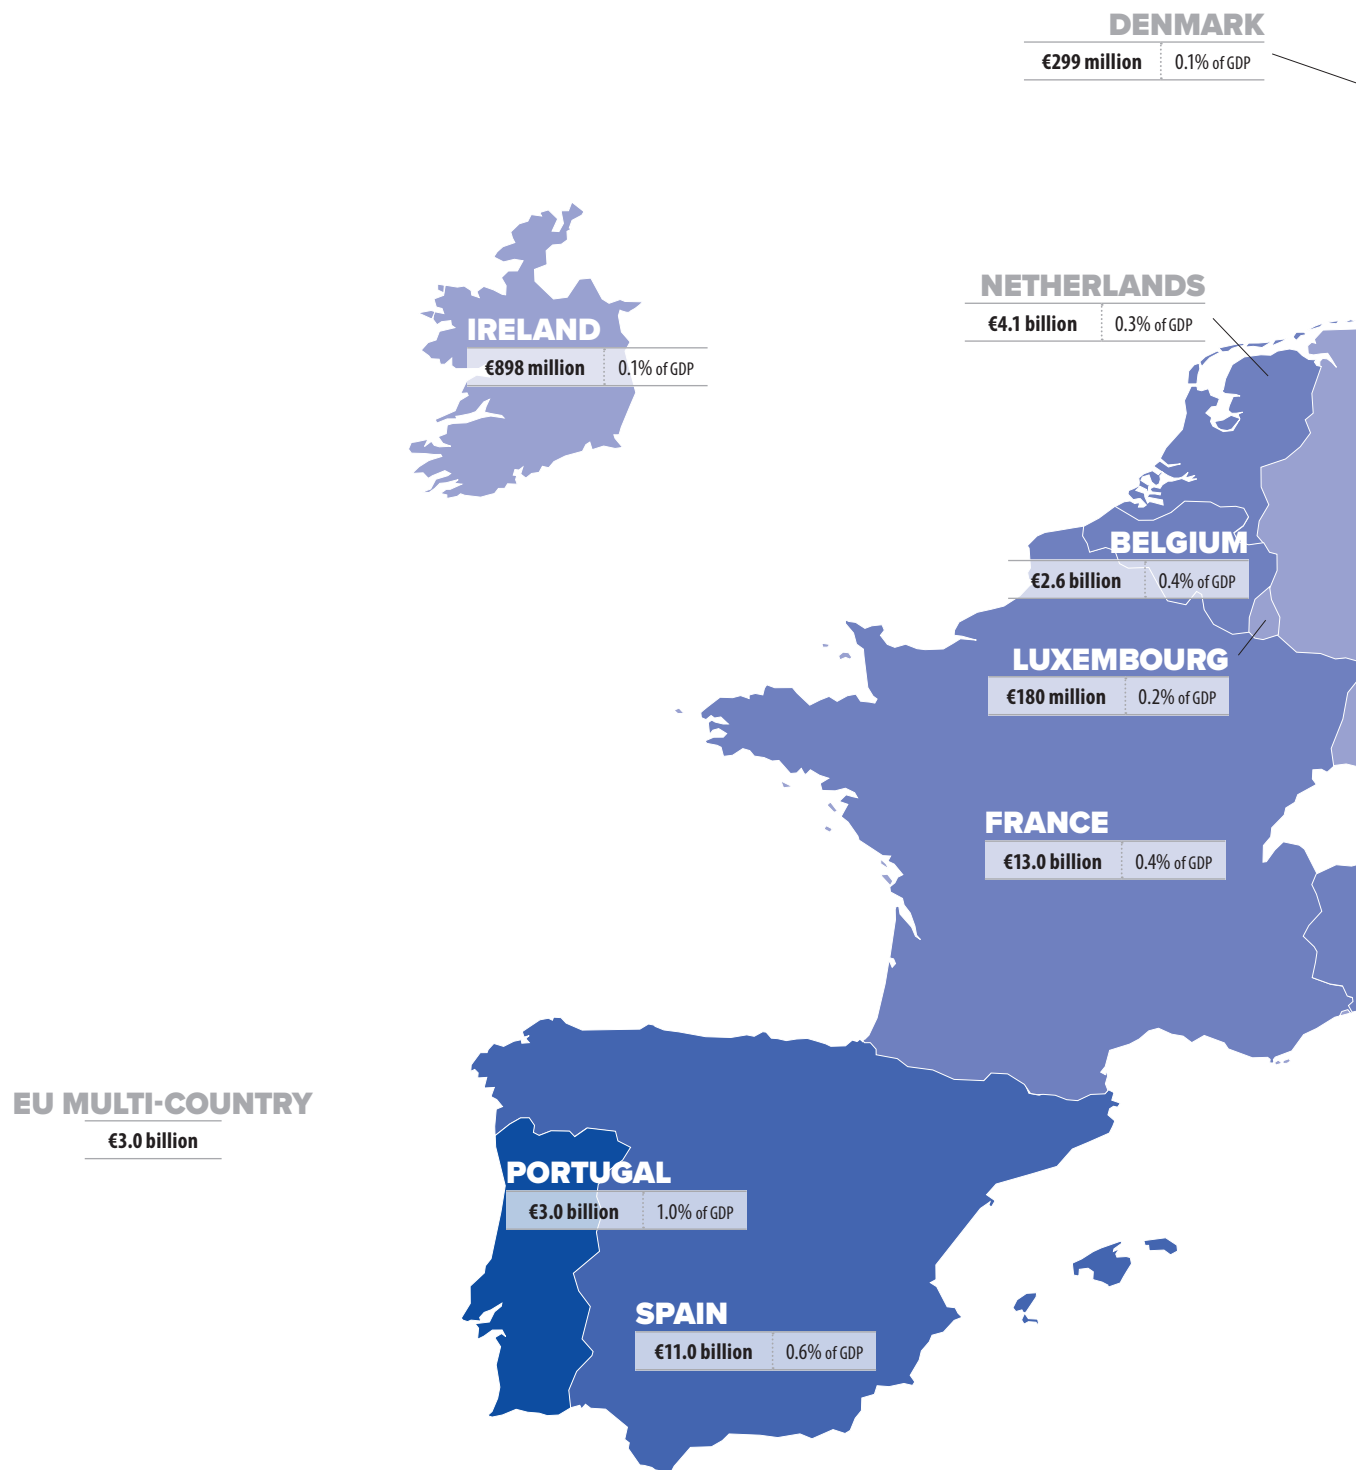 DENMARK
€299 million 0.1% of GDP
NETHERLANDS
€4.1 billion 0.3% of GDP
IRELAND
€898 million 0.1% of GDP
BELGIUM
€2.6 billion 0.4% of GDP
LUXEMBOURG
€180 million 0.2% of GDP
FRANCE
€13.0 billion 0.4% of GDP
EU MULTI-COUNTRY
€3.0 billion
PORTUGAL
€3.0 billion 1.0% of GDP
SPAIN
€11.0 billion 0.6% of GDP